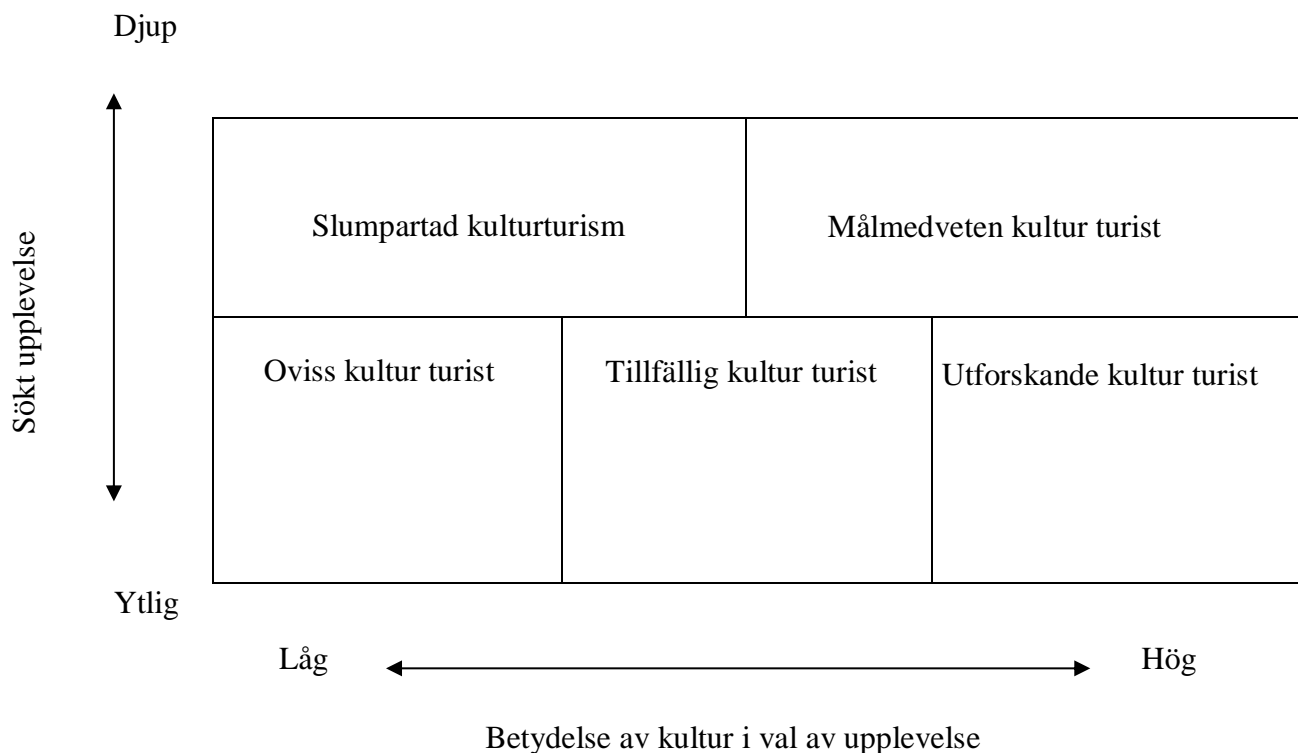 Djup
Sökt upplevelse
Slumpartad kulturturism
Målmedveten kultur turist
Oviss kultur turist
Tillfällig kultur turist
Utforskande kultur turist
Ytlig
Låg
Hög
Betydelse av kultur i val av upplevelse